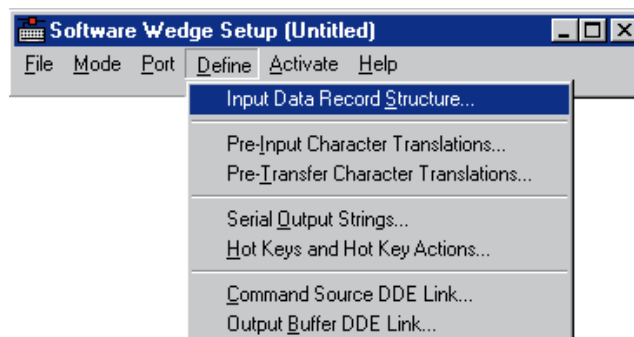 Software Wedge Setup (Untitled)
File Mode Port Define Activate Help
Input Data Record Structure...
Pre-Input Character Translations...
Pre-Transfer Character Translations...
Serial Output Strings...
Hot Keys and Hot Key Actions...
Command Source DDE Link...
Output Buffer DDE Link...